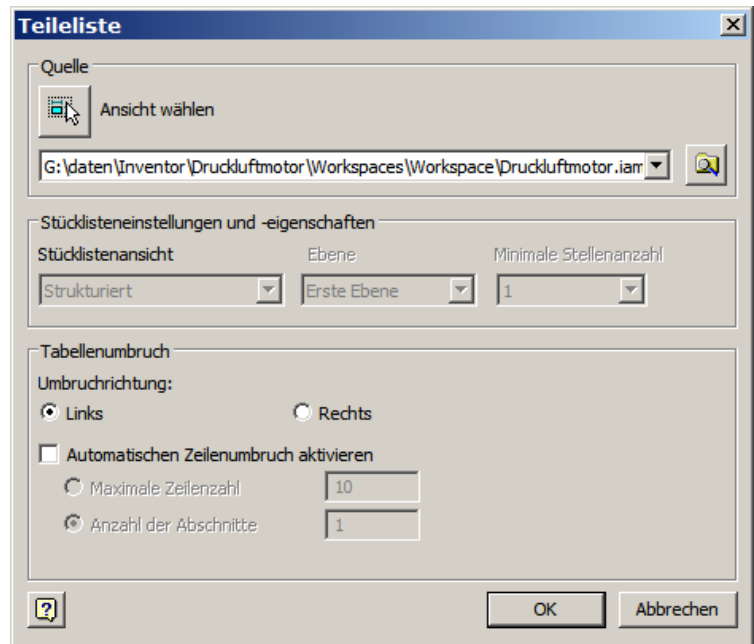 Teileliste
Quelle
Ansicht wählen
G:\daten\Inventor\Druckluftmotor\Workspaces\Workspace\Druckluftmotor.iam
Stücklisteneinstellungen und -eigenschaften
Stücklistenansicht Ebene Minimale Stellenanzahl
Strukturiert Erste Ebene 1
Tabellenumbruch
Umbruchrichtung:
Links Rechts
Automatischen Zeilenumbruch aktivieren
Maximale Zeilenzahl 10
Anzahl der Abschnitte 1
OK Abbrechen